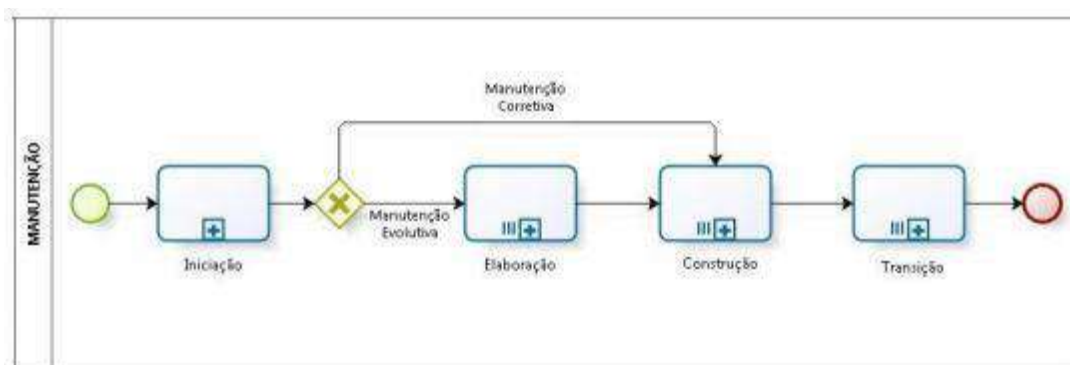 MANUTENÇÃO
Manutenção
Corretiva
Manutenção
Evolutiva
Iniciação
Elaboração
Construção
Transição